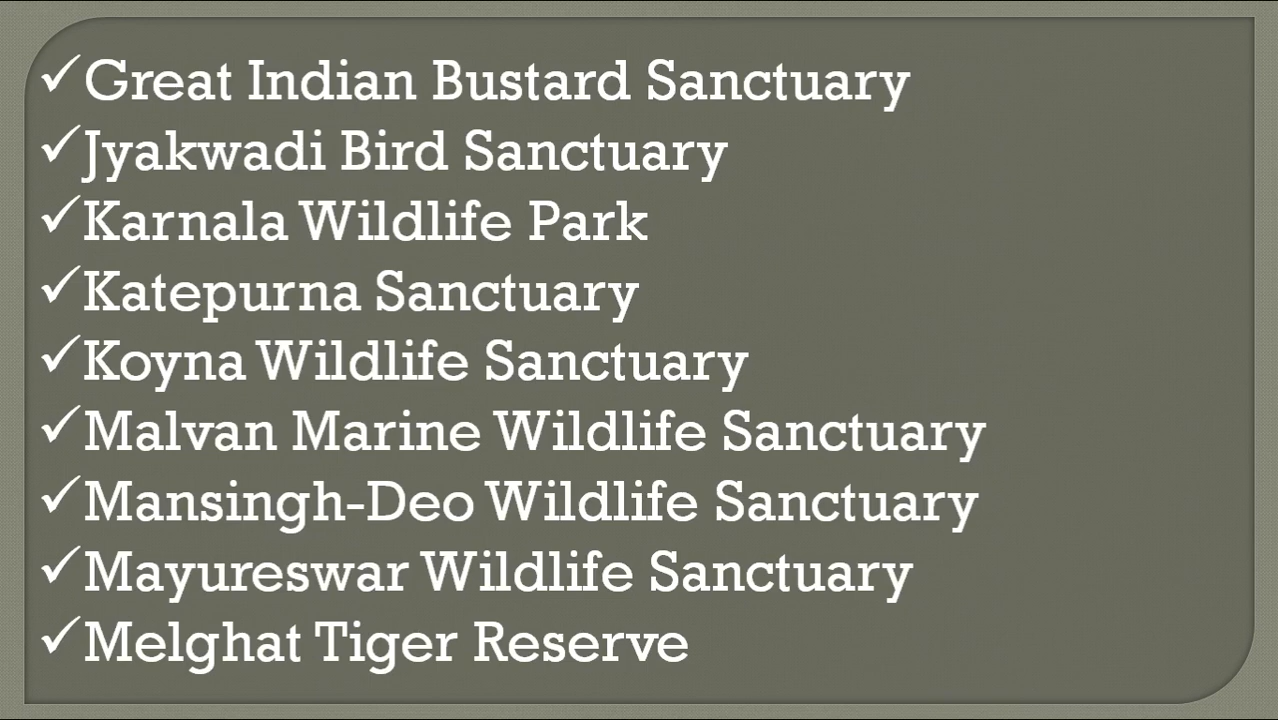 ✓Great Indian Bustard Sanctuary
✓Jyakwadi Bird Sanctuary
✓Karnala Wildlife Park
✓Katepurna Sanctuary
✓Koyna Wildlife Sanctuary
✓Malvan Marine Wildlife Sanctuary
✓Mansingh-Deo Wildlife Sanctuary
✓Mayureswar Wildlife Sanctuary
✓Melghat Tiger Reserve